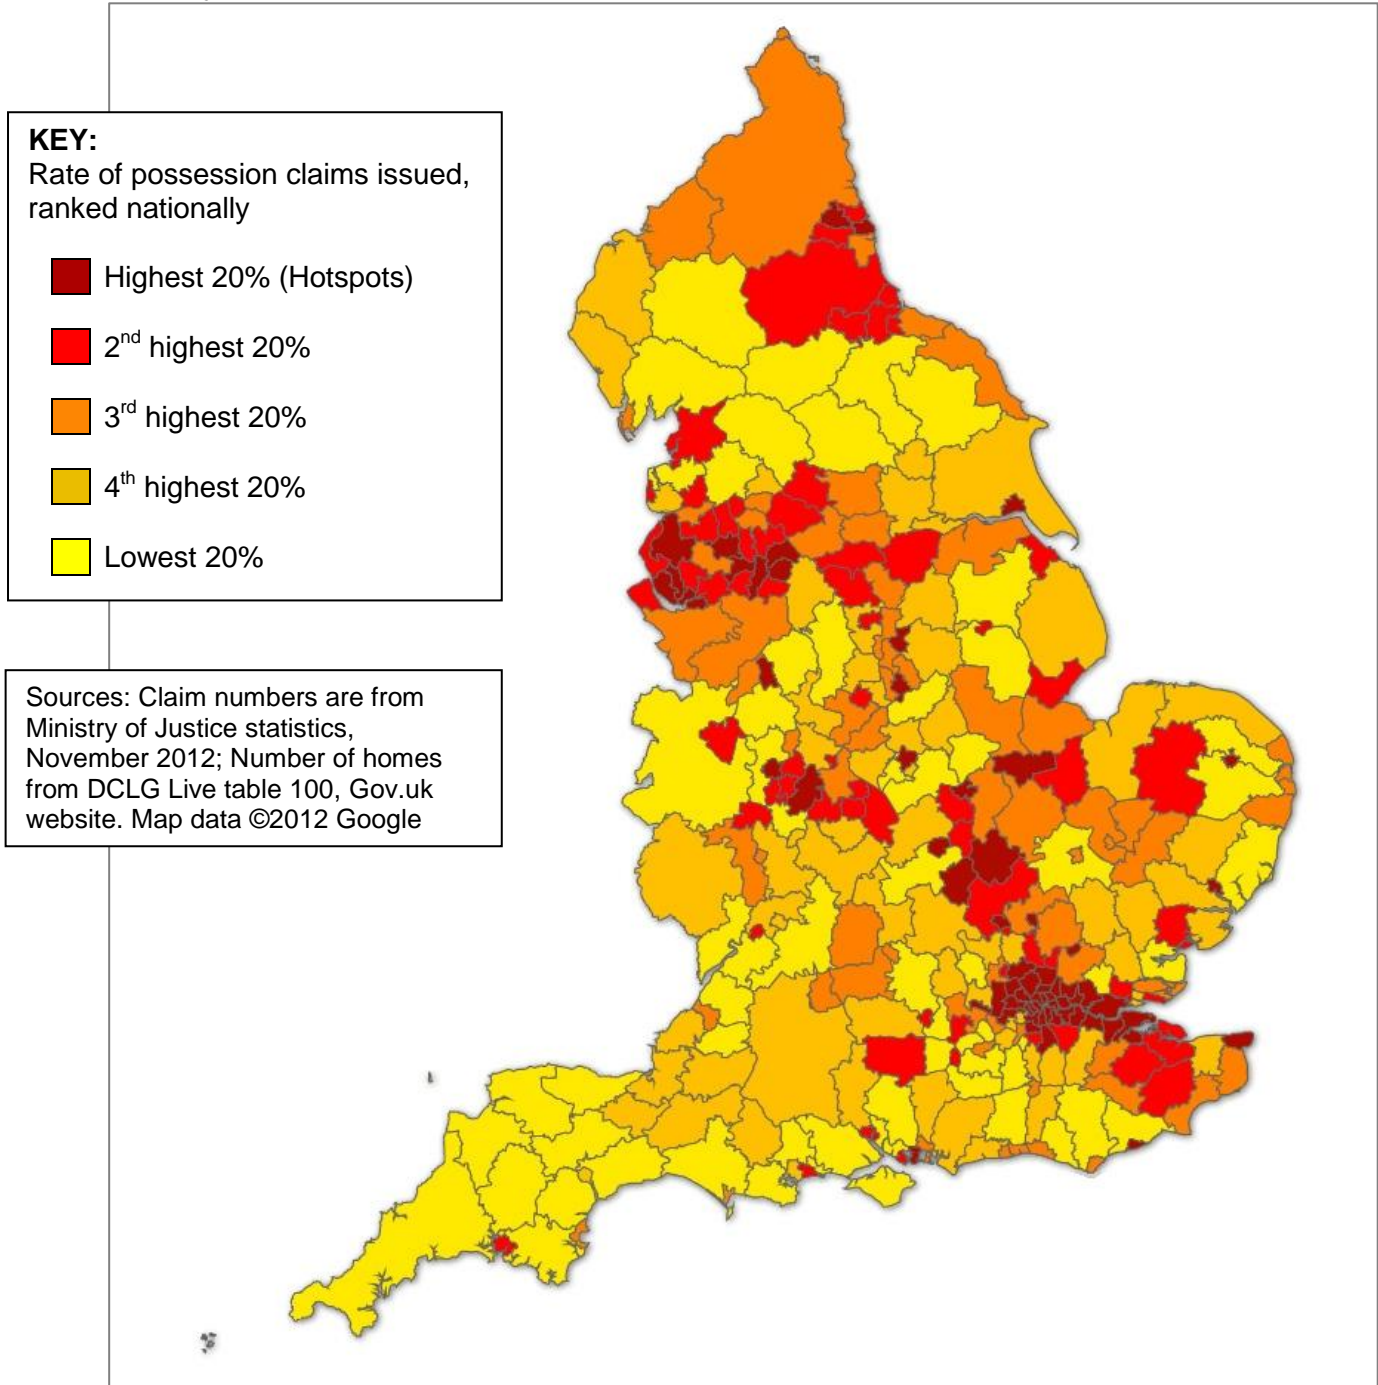 KEY:
Rate of possession claims issued,
ranked nationally
Highest 20% (Hotspots)
2nd highest 20%
3rd highest 20%
4th highest 20%
Lowest 20%
Sources: Claim numbers are from
Ministry of Justice statistics,
November 2012; Number of homes
from DCLG Live table 100, Gov.uk
website. Map data ©2012 Google